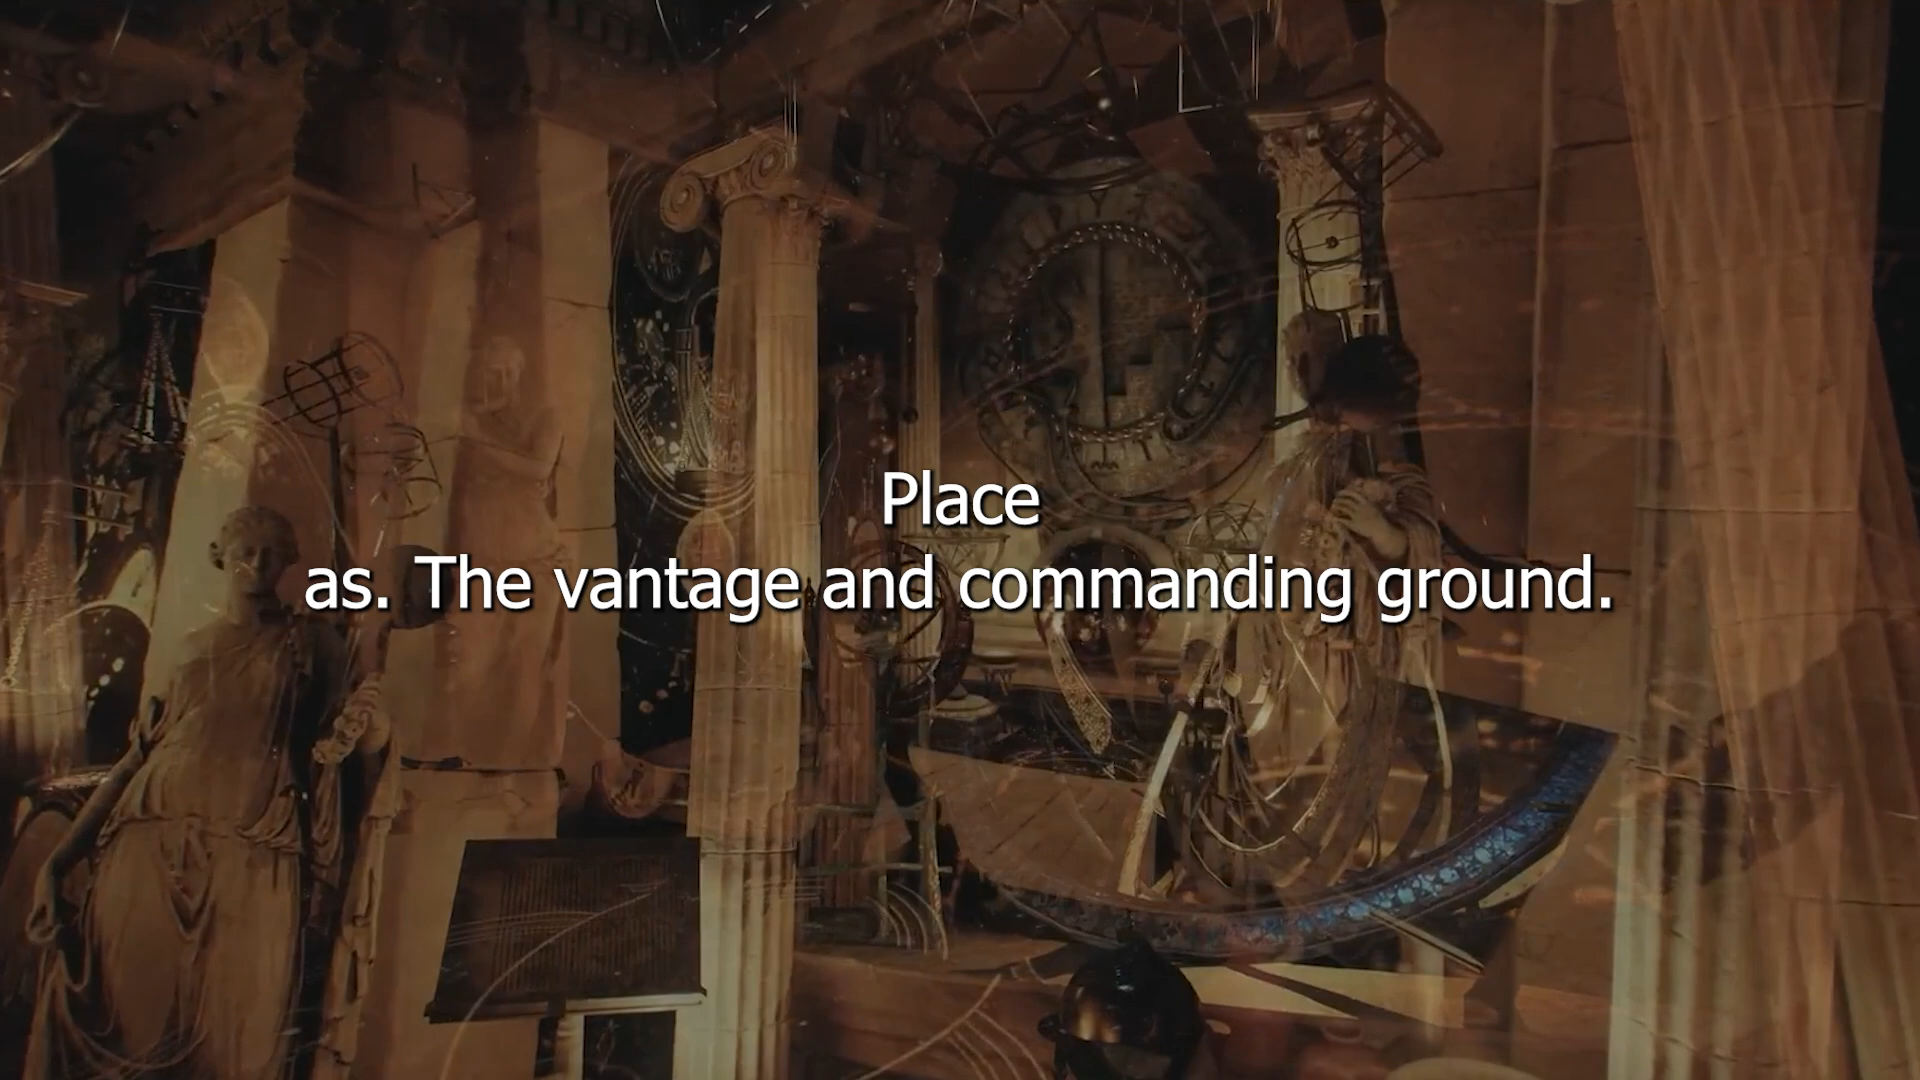 Place
as. The vantage and commanding ground.